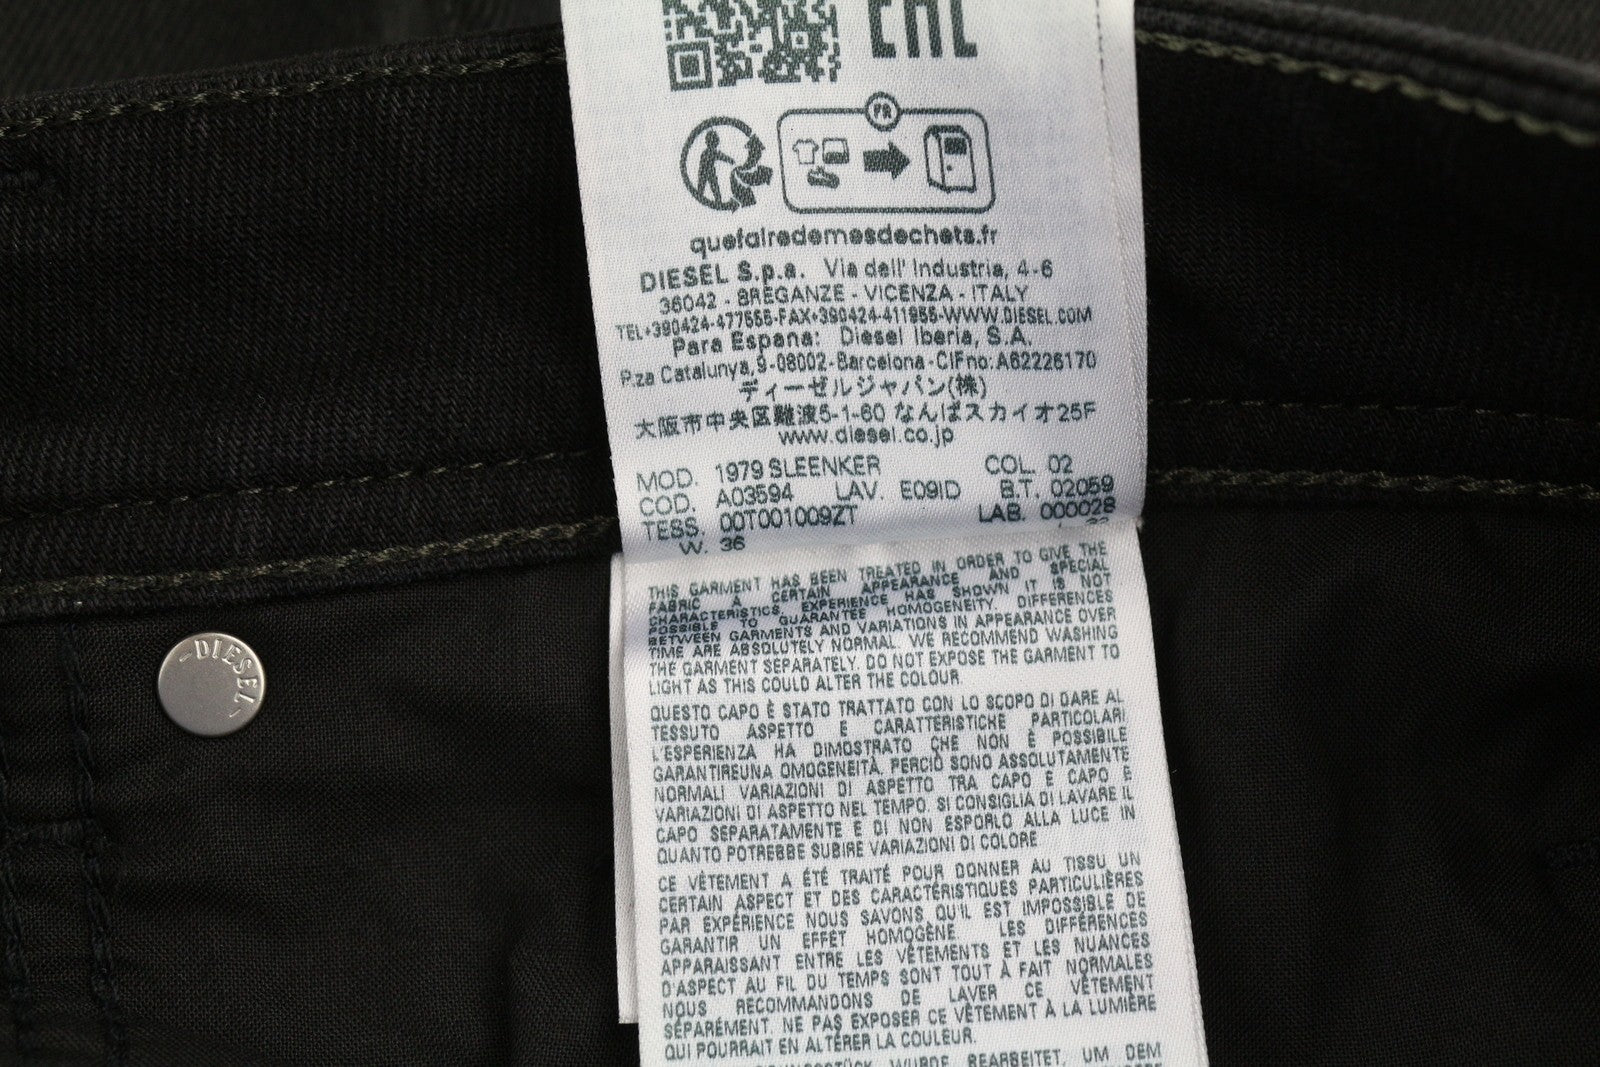 EAC
FR
quefairedemesdechets.fr
DIESEL S.p.a. Via dell' Industria, 4-6
36042 - BREGANZE - VICENZA - ITALY
TEL+390424-477555-FAX+390424-411955-WWW.DIESEL.COM
Para Espana: Diesel Iberia, S.A.
P.za Catalunya, 9-08002-Barcelona-CIFno:A62226170
ディーゼルジャパン(株)
大阪市中央区難波5-1-60 なんばスカイオ25F
www.diesel.co.jp
MOD. 1979 SLEENKER COL. 02
COD. A03594 LAV. E09ID B.T. 02059
TESS. 00T001009ZT LAB. 000028
W. 36
-DIESEL-
THIS GARMENT HAS BEEN TREATED IN ORDER TO GIVE THE
FABRIC A CERTAIN APPEARANCE AND SPECIAL
CHARACTERISTICS. EXPERIENCE HAS SHOWN IT IS NOT
POSSIBLE TO GUARANTEE HOMOGENEITY. DIFFERENCES
BETWEEN GARMENTS AND VARIATIONS IN APPEARANCE OVER
TIME ARE ABSOLUTELY NORMAL. WE RECOMMEND WASHING
THE GARMENT SEPARATELY. DO NOT EXPOSE THE GARMENT TO
LIGHT AS THIS COULD ALTER THE COLOUR
QUESTO CAPO È STATO TRATTATO CON LO SCOPO DI DARE AL
TESSUTO ASPETTO E CARATTERISTICHE PARTICOLARI
L'ESPERIENZA HA DIMOSTRATO CHE NON È POSSIBILE
GARANTIREUNA OMOGENEITÀ. PERCIÒ SONO ASSOLUTAMENTE
NORMALI VARIAZIONI DI ASPETTO TRA CAPO E CAPO E
VARIAZIONI DI ASPETTO NEL TEMPO. SI CONSIGLIA DI LAVARE IL
CAPO SEPARATAMENTE E DI NON ESPORLO ALLA LUCE IN
QUANTO POTREBBE SUBIRE VARIAZIONI DI COLORE
CE VÊTEMENT A ÉTÉ TRAITÉ POUR DONNER AU TISSU UN
CERTAIN ASPECT ET DES CARACTÉRISTIQUES PARTICULIÈRES
PAR EXPÉRIENCE NOUS SAVONS QU'IL EST IMPOSSIBLE DE
GARANTIR UN EFFET HOMOGÈNE. LES DIFFÉRENCES
APPARAISSANT ENTRE LES VÊTEMENTS ET LES NUANCES
D'ASPECT AU FIL DU TEMPS SONT TOUT À FAIT NORMALES
NOUS RECOMMANDONS DE LAVER CE VÊTEMENT
SÉPARÉMENT. NE PAS EXPOSER CE VÊTEMENT À LA LUMIÈRE
QUI POURRAIT EN ALTÉRER LA COULEUR.
WURDE BEARBEITET, UM DEM